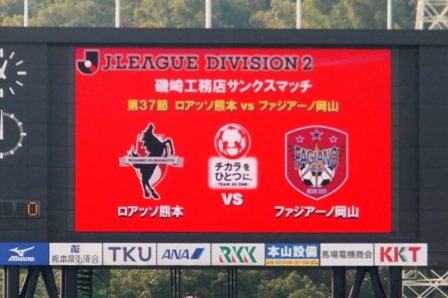 J.LEAGUE DIVISION 2
磯崎工務店サンクスマッチ
第37節 ロアッソ熊本 vs ファジアーノ岡山
ROASSO KUMAMOTO
チカラを
ひとつに。
-TEAM AS ONE-
FAGIANO
VS
ロアッソ熊本
ファジアーノ岡山
0
MIZUNO
熊本県弘済会
TKU
ANA
RKK
本山設備
馬場電機商会
KKT